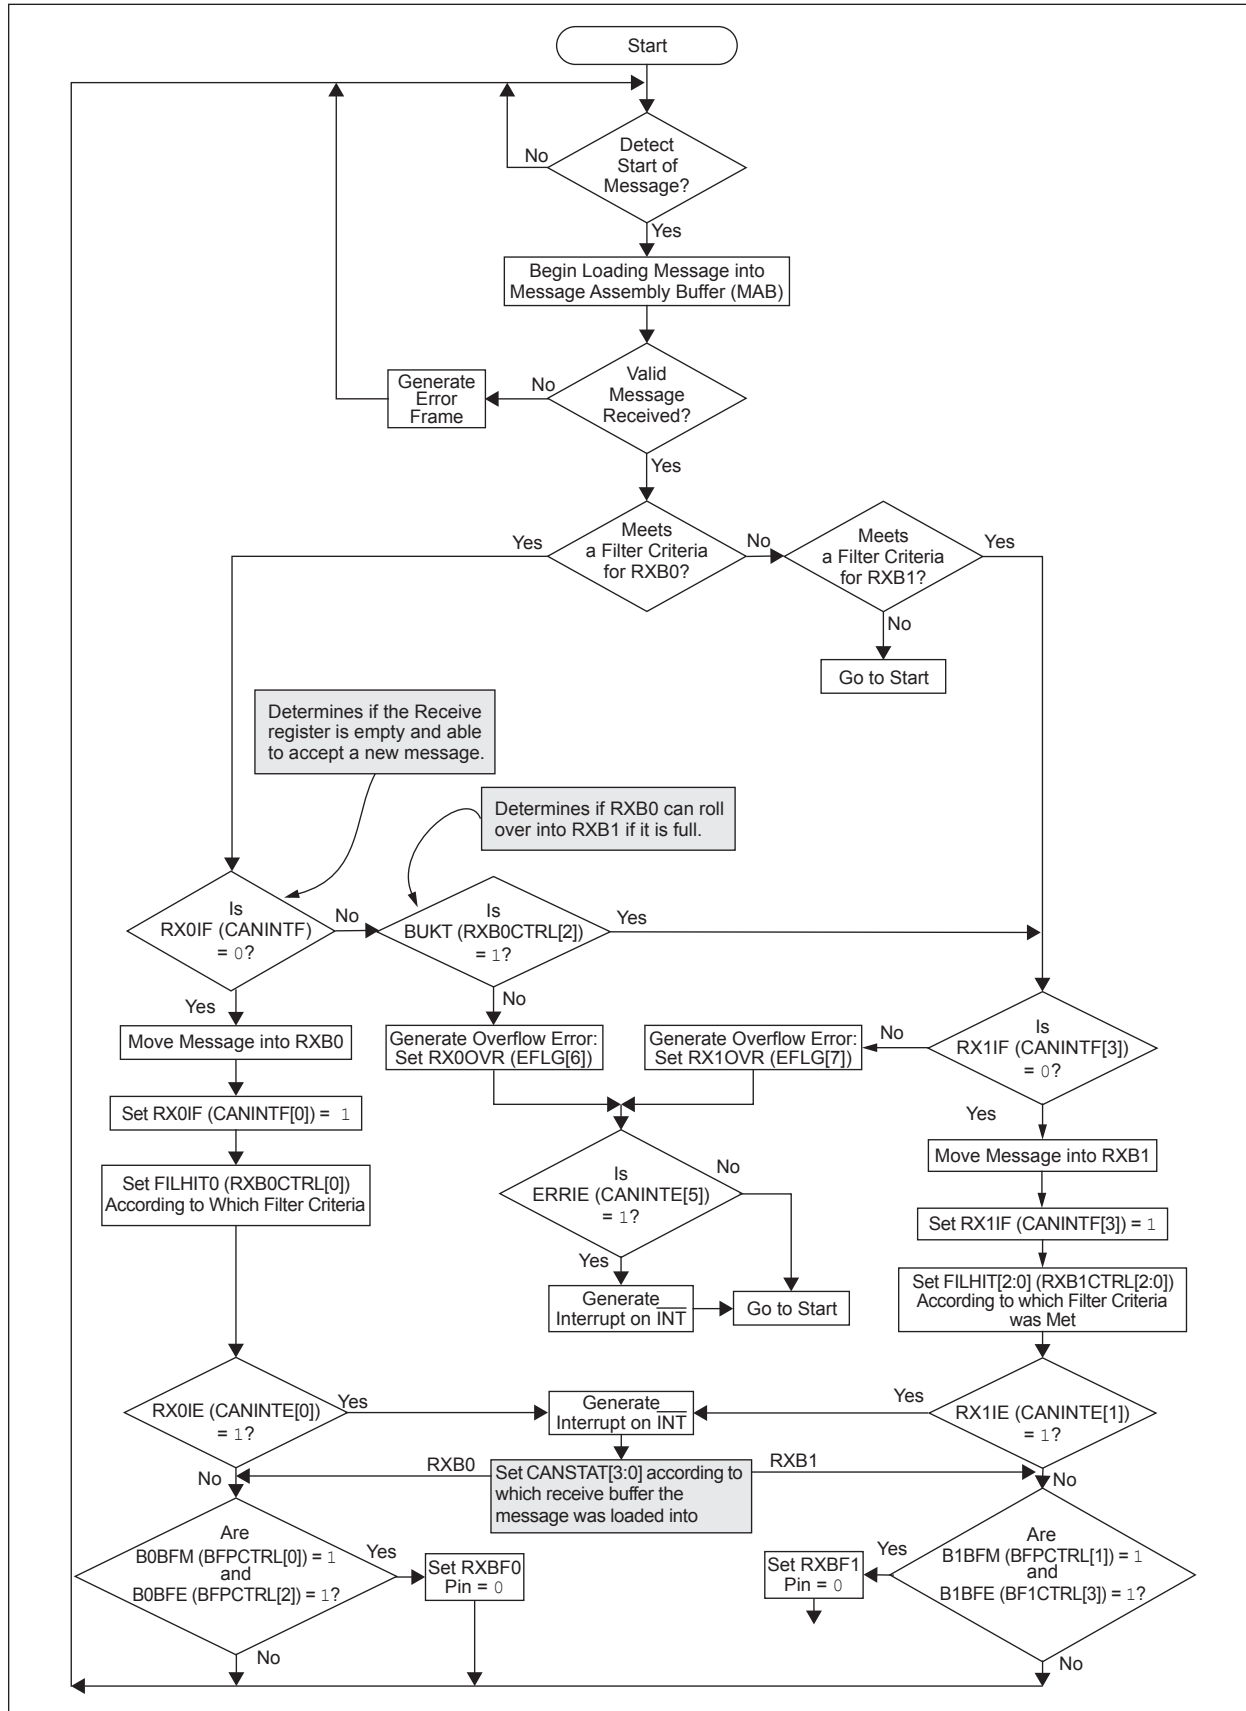 Start
Detect
Start of
Message?
No
Yes
Begin Loading Message into
Message Assembly Buffer (MAB)
Valid
Message
Received?
No
Generate
Error
Frame
Yes
Meets
a Filter Criteria
for RXB0?
Yes
No
Meets
a Filter Criteria
for RXB1?
Yes
No
Go to Start
Determines if the Receive
register is empty and able
to accept a new message.
Determines if RXB0 can roll
over into RXB1 if it is full.
Is
RX0IF (CANINTF)
= 0?
No
Is
BUKT (RXB0CTRL[2])
= 1?
Yes
Yes
No
Move Message into RXB0
Generate Overflow Error:
Set RX0OVR (EFLG[6])
Generate Overflow Error:
Set RX1OVR (EFLG[7])
No
Is
RX1IF (CANINTF[3])
= 0?
Set RX0IF (CANINTF[0]) = 1
Yes
Move Message into RXB1
Set FILHIT0 (RXB0CTRL[0])
According to Which Filter Criteria
Is
ERRIE (CANINTE[5])
= 1?
No
Set RX1IF (CANINTF[3]) = 1
Yes
Generate
Interrupt on INT
Go to Start
Set FILHIT[2:0] (RXB1CTRL[2:0])
According to which Filter Criteria
was Met
RX0IE (CANINTE[0])
= 1?
Yes
Generate
Interrupt on INT
Yes
RX1IE (CANINTE[1])
= 1?
No
RXB0
Set CANSTAT[3:0] according to
which receive buffer the
message was loaded into
RXB1
No
Are
B0BFM (BFPCTRL[0]) = 1
and
B0BFE (BFPCTRL[2]) = 1?
Yes
Set RXBF0
Pin = 0
Set RXBF1
Pin = 0
Yes
Are
B1BFM (BFPCTRL[1]) = 1
and
B1BFE (BF1CTRL[3]) = 1?
No
No